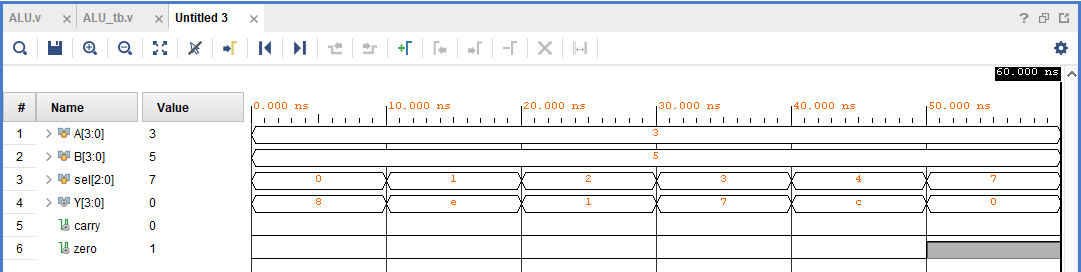 ALU.v × ALU_tb.v × Untitled 3 × ?
60.000 ns
# Name Value 0.000 ns 10.000 ns 20.000 ns 30.000 ns 40.000 ns 50.000 ns
1 A[3:0] 3 3
2 B[3:0] 5 5
3 sel[2:0] 7 0 1 2 3 4 7
4 Y[3:0] 0 8 e 1 7 c 0
5 carry 0
6 zero 1